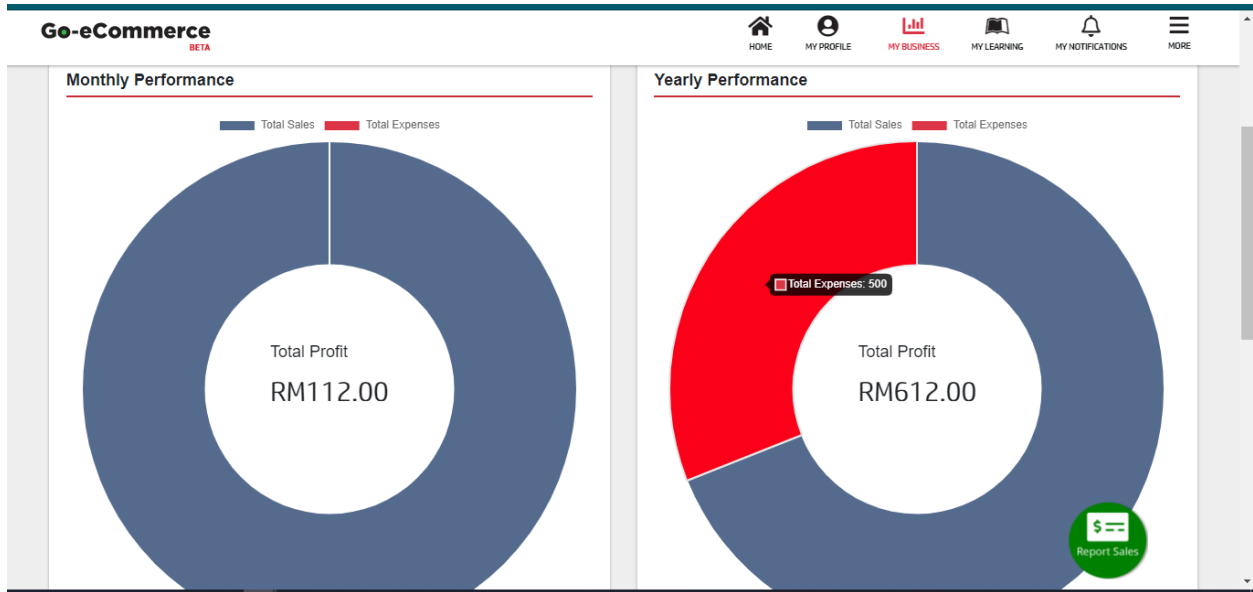 Go-eCommerce
BETA
HOME
MY PROFILE
MY BUSINESS
MY LEARNING
MY NOTIFICATIONS
MORE
Monthly Performance
Total Sales Total Expenses
Total Profit
RM112.00
Yearly Performance
Total Sales Total Expenses
Total Expenses: 500
Total Profit
RM612.00
$
Report Sales